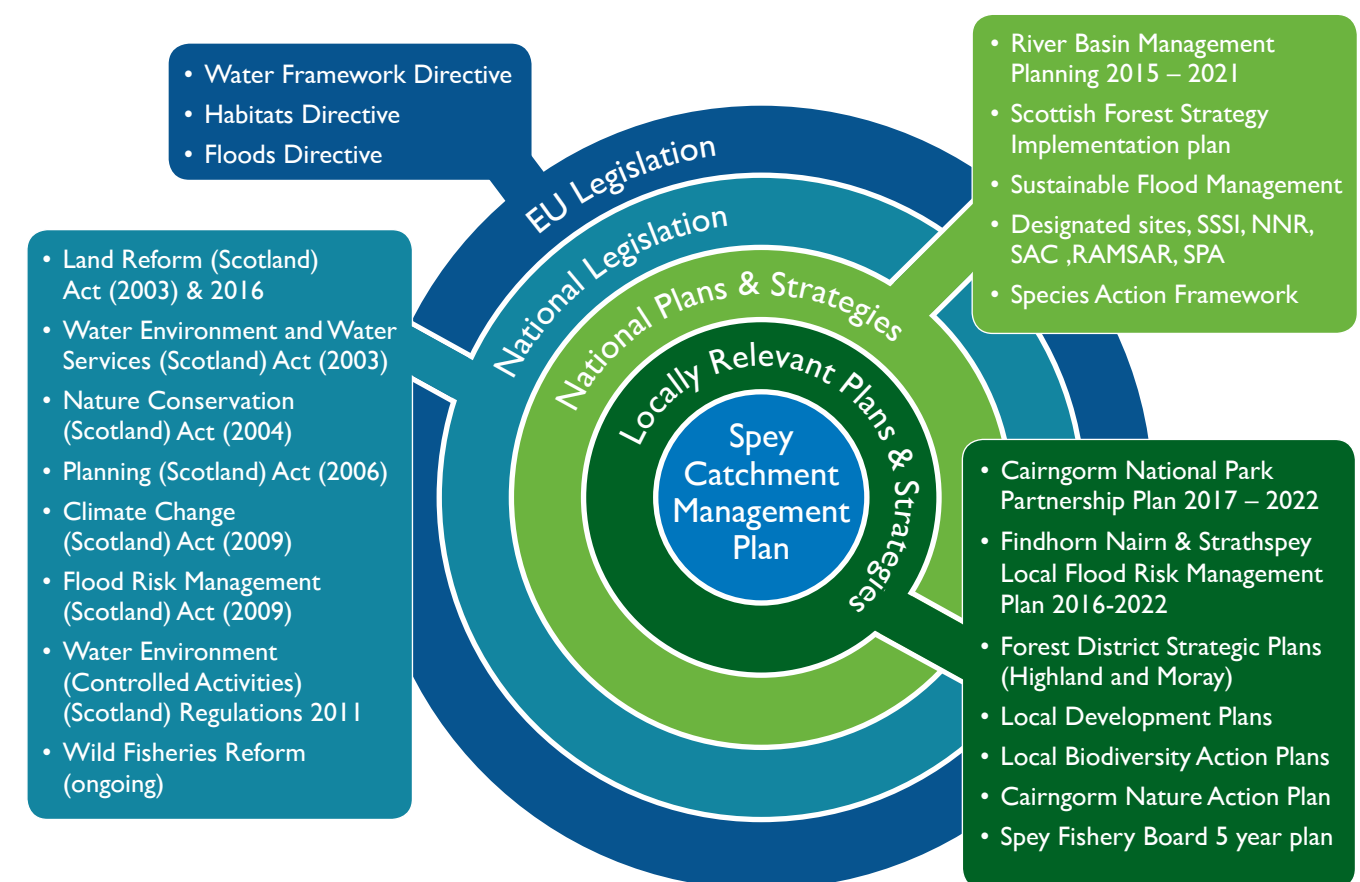 • Water Framework Directive
• Habitats Directive
• Floods Directive
• Land Reform (Scotland)
Act (2003) & 2016
• Water Environment and Water
Services (Scotland) Act (2003)
• Nature Conservation
(Scotland) Act (2004)
• Planning (Scotland) Act (2006)
• Climate Change
(Scotland) Act (2009)
• Flood Risk Management
(Scotland) Act (2009)
• Water Environment
(Controlled Activities)
(Scotland) Regulations 2011
• Wild Fisheries Reform
(ongoing)
EU Legislation
National Legislation
National Plans & Strategies
Locally Relevant Plans & Strategies
Spey
Catchment
Management
Plan
• River Basin Management
Planning 2015 – 2021
• Scottish Forest Strategy
Implementation plan
• Sustainable Flood Management
• Designated sites, SSSI, NNR,
SAC ,RAMSAR, SPA
• Species Action Framework
• Cairngorm National Park
Partnership Plan 2017 – 2022
• Findhorn Nairn & Strathspey
Local Flood Risk Management
Plan 2016-2022
• Forest District Strategic Plans
(Highland and Moray)
• Local Development Plans
• Local Biodiversity Action Plans
• Cairngorm Nature Action Plan
• Spey Fishery Board 5 year plan